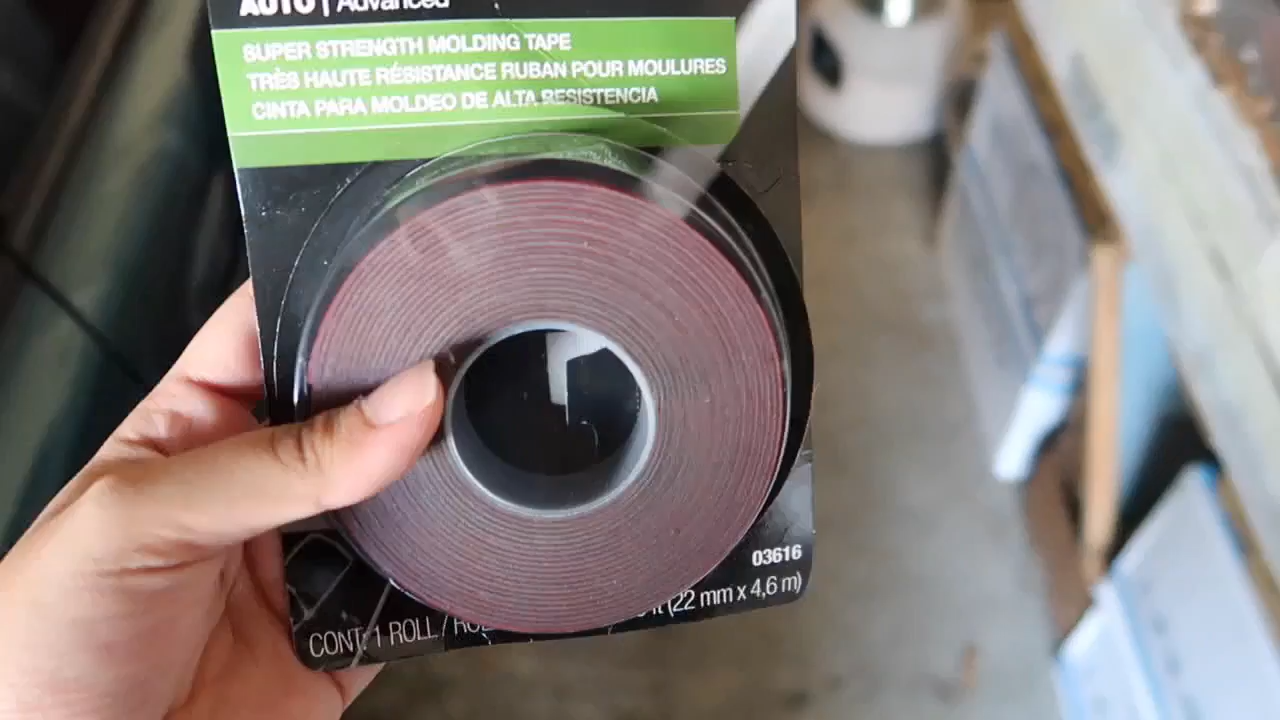 AUTO | Advanced
SUPER STRENGTH MOLDING TAPE
TRÈS HAUTE RÉSISTANCE RUBAN POUR MOULURES
CINTA PARA MOLDEO DE ALTA RESISTENCIA
03616
ft (22 mm x 4,6 m)
CONT: 1 ROLL /